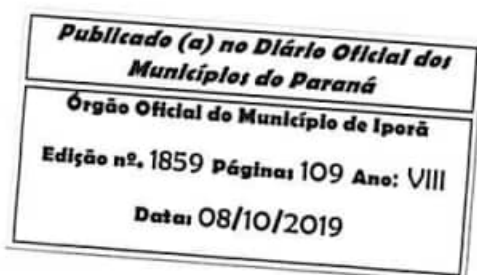 Publicado (a) no Diário Oficial dos
Municípios do Paraná
Órgão Oficial do Município de Iporã
Edição nº. 1859 Página: 109 Ano: VIII
Data: 08/10/2019